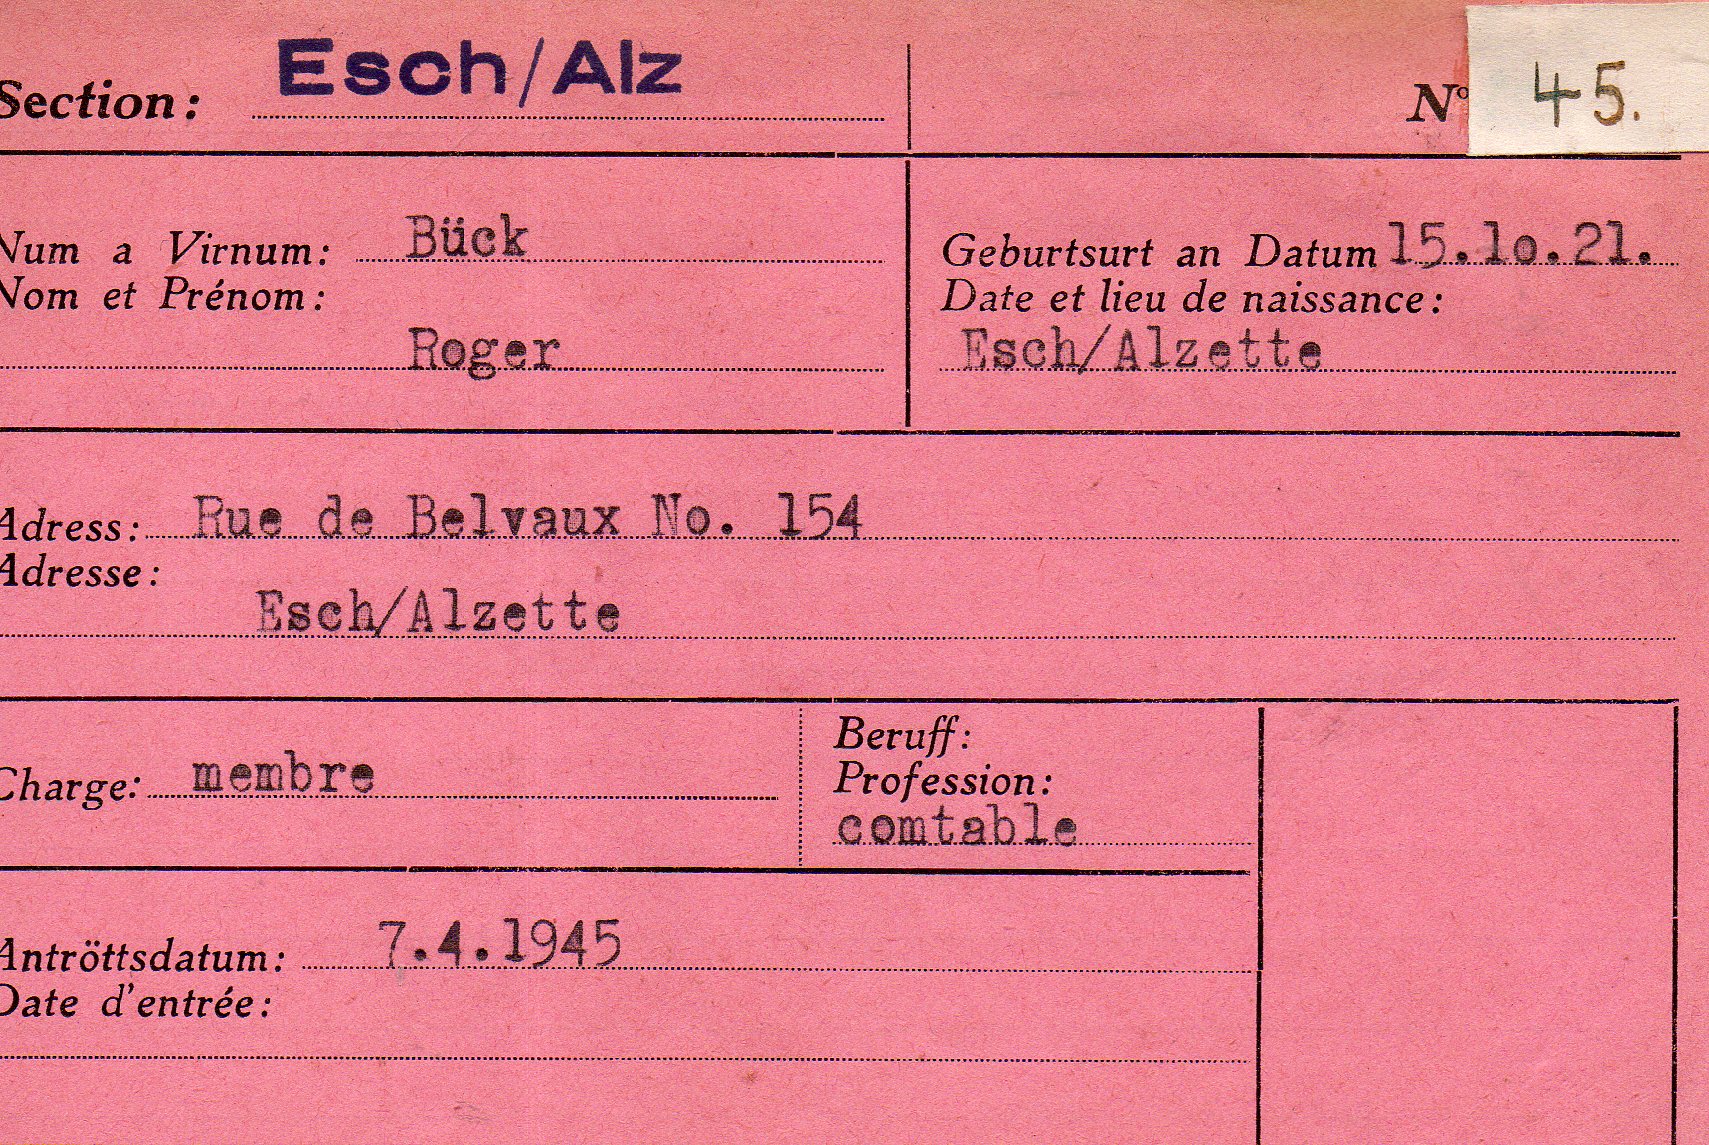 Section: Esch/Alz N° 45.
Num a Virnum: Bück
Nom et Prénom:
Roger
Geburtsurt an Datum 15.10.21.
Date et lieu de naissance:
Esch/Alzette
Adress: Rue de Belvaux No. 154
Adresse:
Esch/Alzette
Charge: membre
Beruff:
Profession:
comtable
Antröttsdatum: 7.4.1945
Date d'entrée: